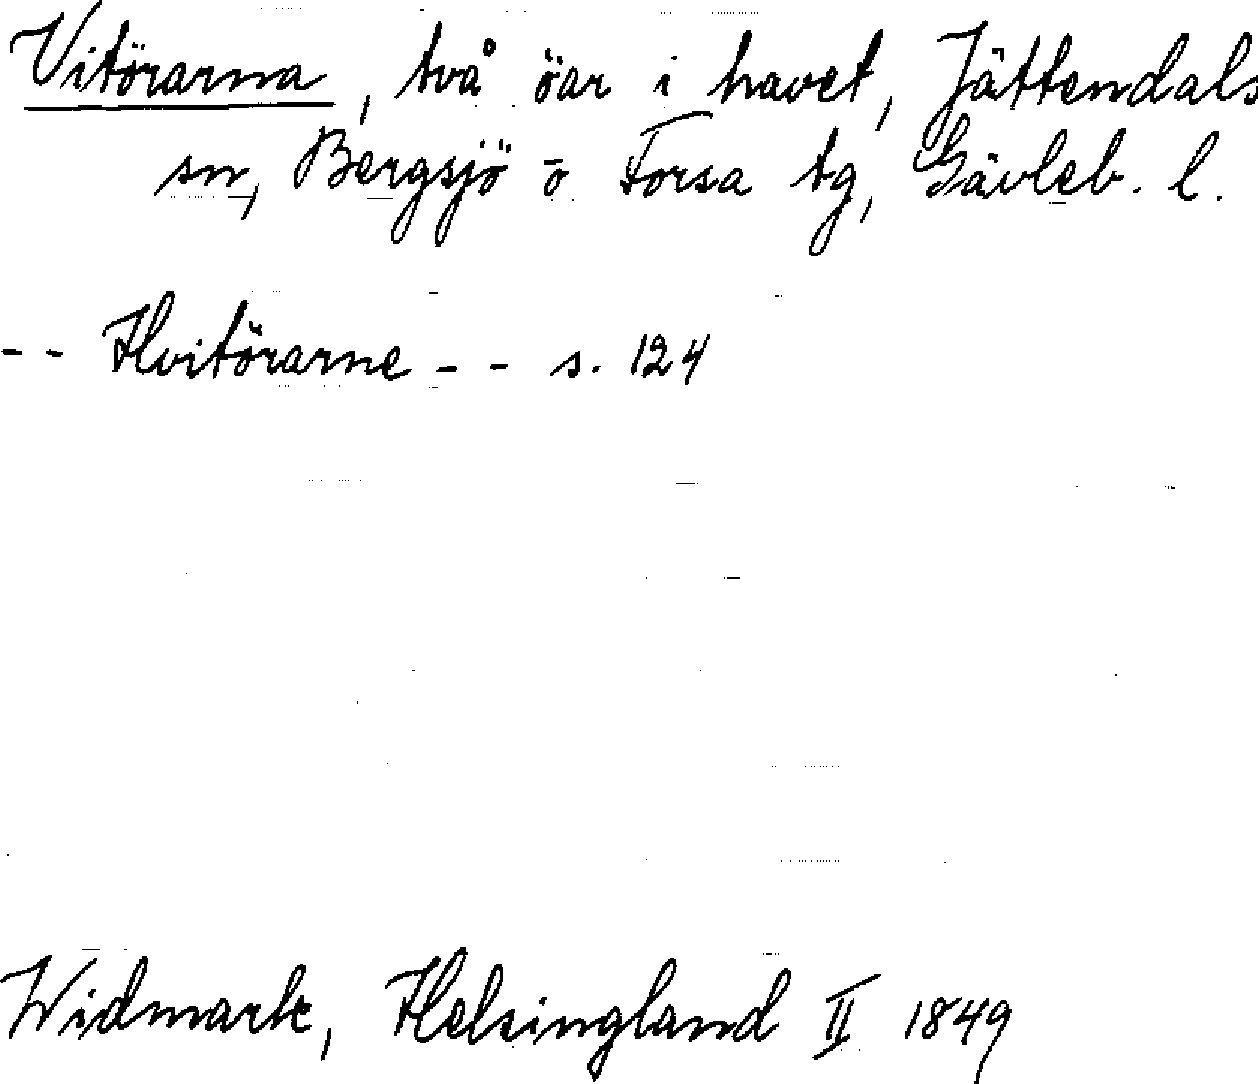 Vitörarna, två öar i havet, Jättendals
sn, Bergsjö o Forsa tg, Gävleb. l.
-- Hvitörarne -- s. 124
Widmark, Helsingland II 1849